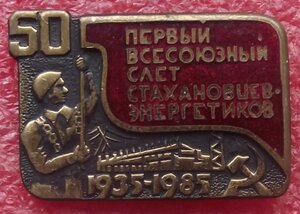 50
ПЕРВЫЙ
ВСЕСОЮЗНЫЙ
СЛЕТ
СТАХАНОВЦЕВ-
ЭНЕРГЕТИКОВ
1935-1985